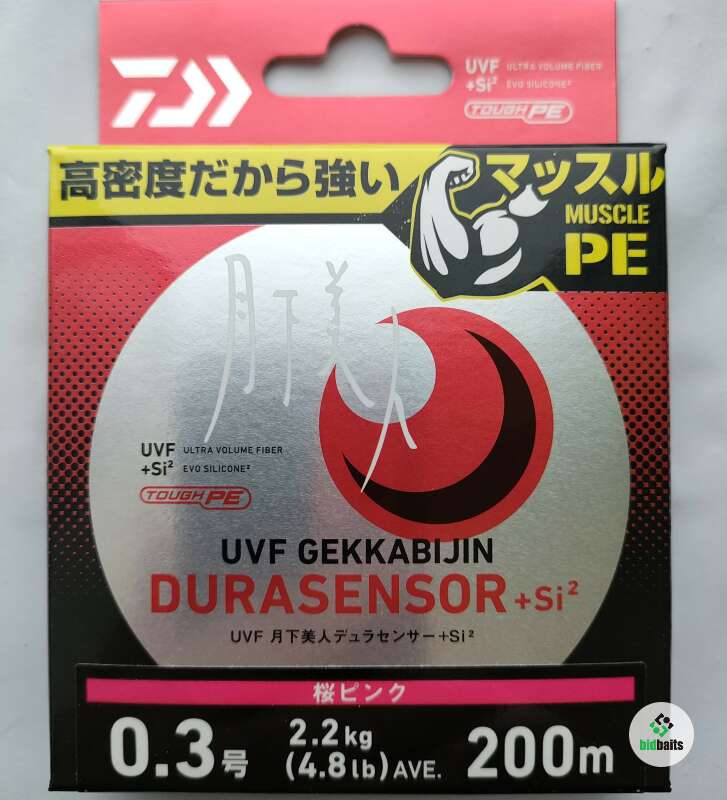 UVF ULTRA VOLUME FIBER
+Si² EVO SILICONE²
TOUGH PE
高密度だから強い
マッスル
MUSCLE
PE
月下美人
UVF ULTRA VOLUME FIBER
+Si² EVO SILICONE²
TOUGH PE
UVF GEKKABIJIN
DURASENSOR +Si²
UVF 月下美人デュラセンサー+Si²
桜ピンク
0.3号 2.2kg (4.8lb) AVE. 200m
bidbaits